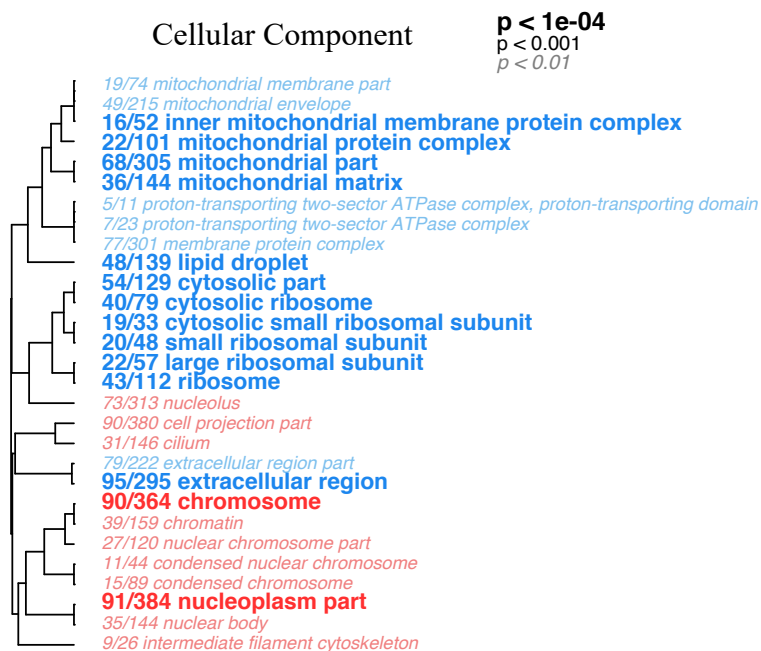 Cellular Component
p < 1e-04
p < 0.001
p < 0.01
19/74 mitochondrial membrane part
49/215 mitochondrial envelope
16/52 inner mitochondrial membrane protein complex
22/101 mitochondrial protein complex
68/305 mitochondrial part
36/144 mitochondrial matrix
5/11 proton-transporting two-sector ATPase complex, proton-transporting domain
7/23 proton-transporting two-sector ATPase complex
77/301 membrane protein complex
48/139 lipid droplet
54/129 cytosolic part
40/79 cytosolic ribosome
19/33 cytosolic small ribosomal subunit
20/48 small ribosomal subunit
22/57 large ribosomal subunit
43/112 ribosome
73/313 nucleolus
90/380 cell projection part
31/146 cilium
79/222 extracellular region part
95/295 extracellular region
90/364 chromosome
39/159 chromatin
27/120 nuclear chromosome part
11/44 condensed nuclear chromosome
15/89 condensed chromosome
91/384 nucleoplasm part
35/144 nuclear body
9/26 intermediate filament cytoskeleton